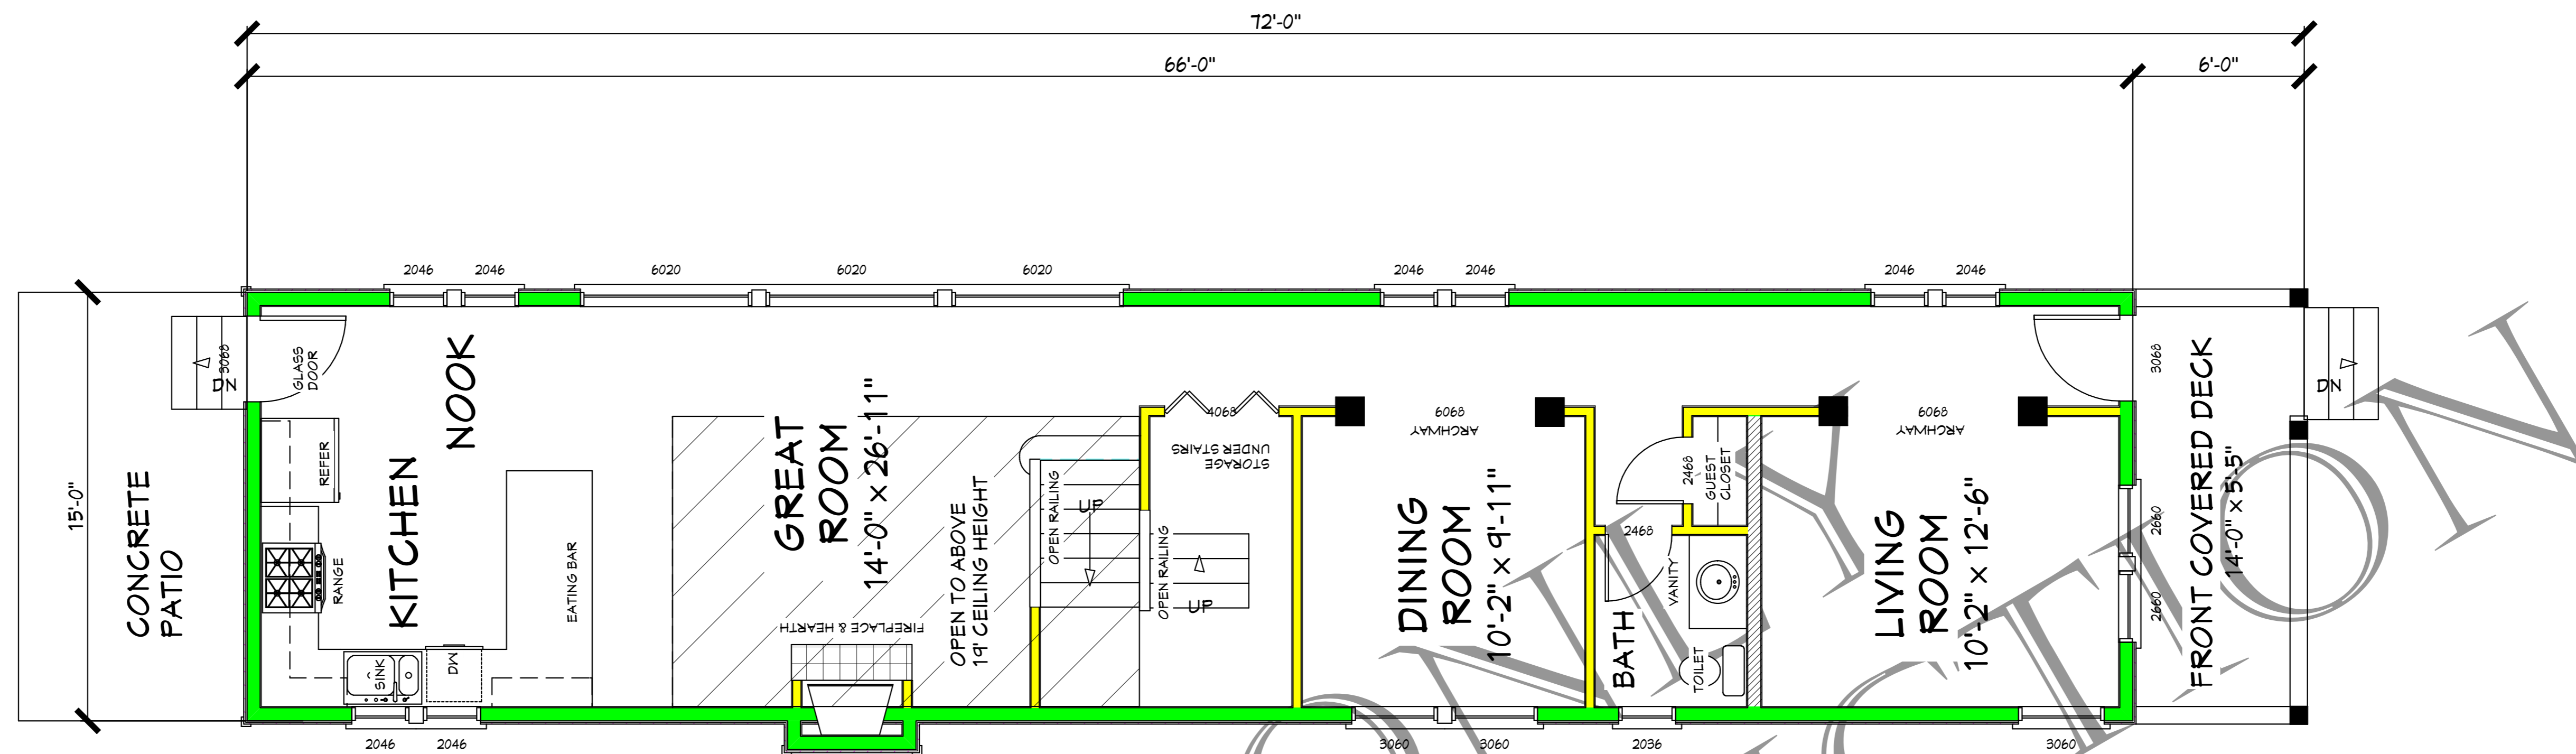 72'-0"
66'-0"
6'-0"
2046
2046
6020
6020
6020
2046
2046
2046
2046
15'-0"
CONCRETE
PATIO
3068
DN
GLASS
DOOR
REFER
RANGE
KITCHEN
NOOK
SINK
DW
EATING BAR
GREAT
ROOM
14'-0" x 26'-11"
FIREPLACE & HEARTH
OPEN TO ABOVE
19' CEILING HEIGHT
OPEN RAILING
UP
OPEN RAILING
UP
4068
STORAGE
UNDER STAIRS
6068
ARCHWAY
DINING
ROOM
10'-2" x 9'-11"
2468
GUEST
CLOSET
2468
VANITY
BATH
TOILET
6068
ARCHWAY
LIVING
ROOM
10'-2" x 12'-6"
3068
2660
2660
FRONT COVERED DECK
14'-0" x 5'-5"
DN
2046
2046
3060
3060
2036
3060